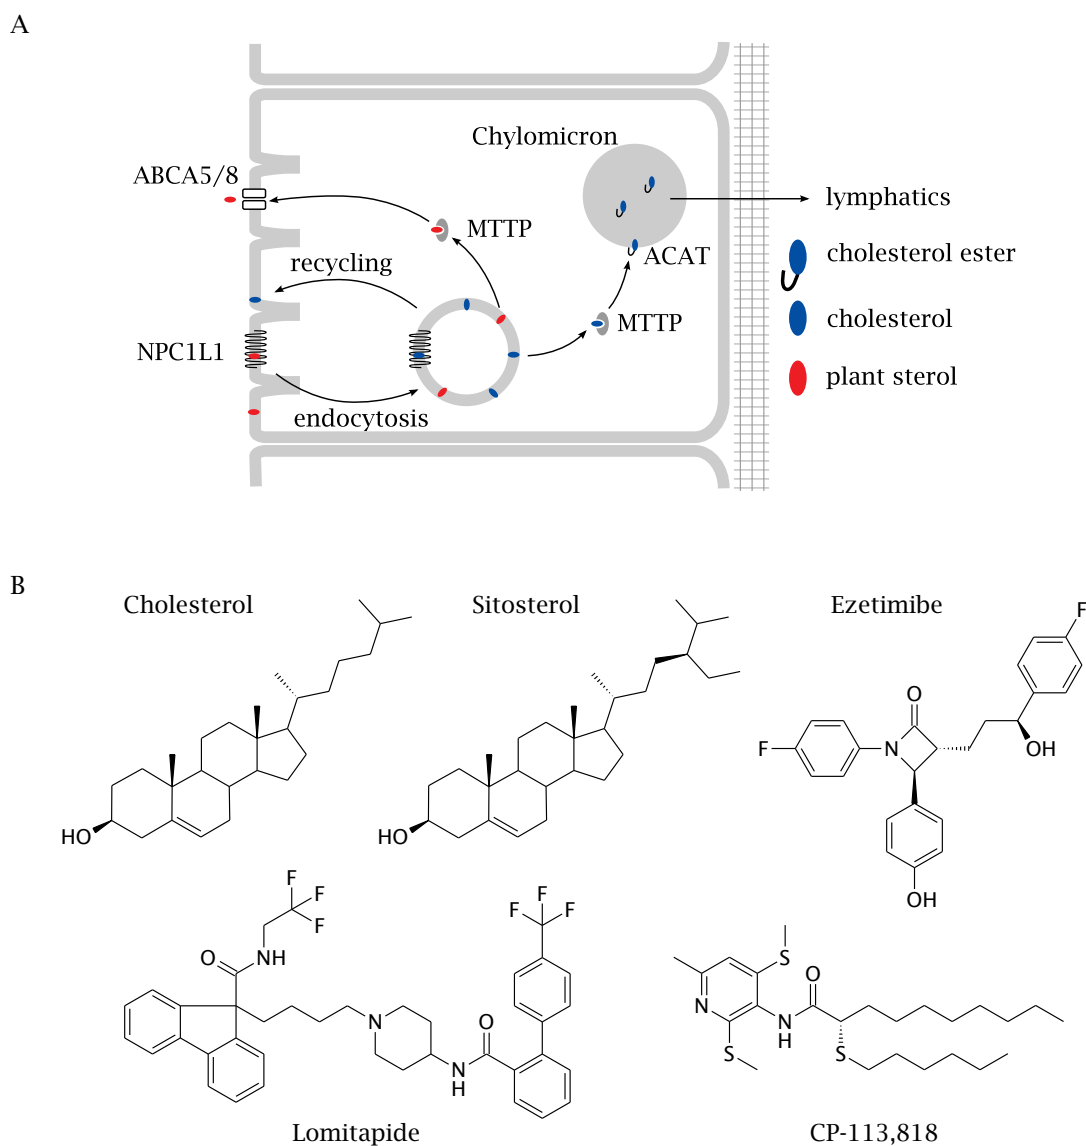 A
Chylomicron
ABCA5/8
lymphatics
MTTP
ACAT
cholesterol ester
recycling
MTTP
cholesterol
NPC1L1
plant sterol
endocytosis
B
Cholesterol
Sitosterol
Ezetimibe
F
O
F
N
OH
HO
HO
OH
F
F
F
O
NH
F
F
F
N
O
N
H
S
O
N
N
H
S
S
Lomitapide
CP-113,818